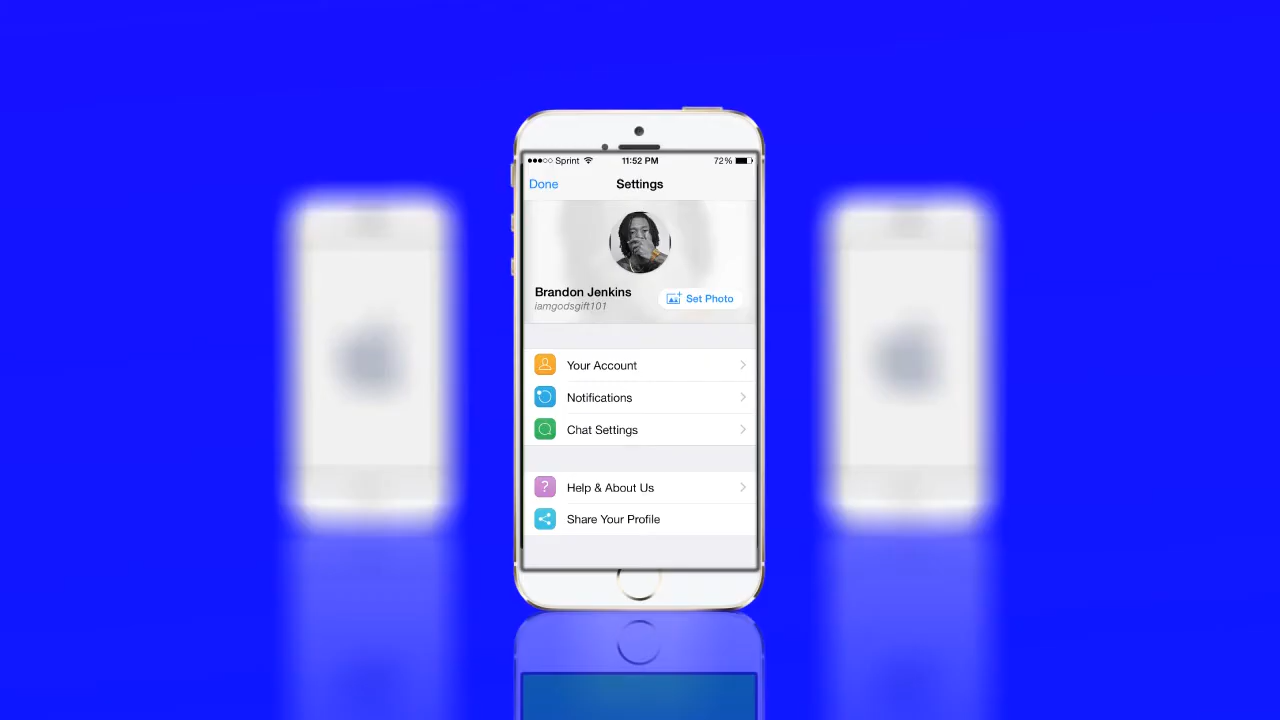 Sprint 11:52 PM 72%
Done Settings
Brandon Jenkins
iamgodsgift101
Set Photo
Your Account
Notifications
Chat Settings
? Help & About Us
Share Your Profile